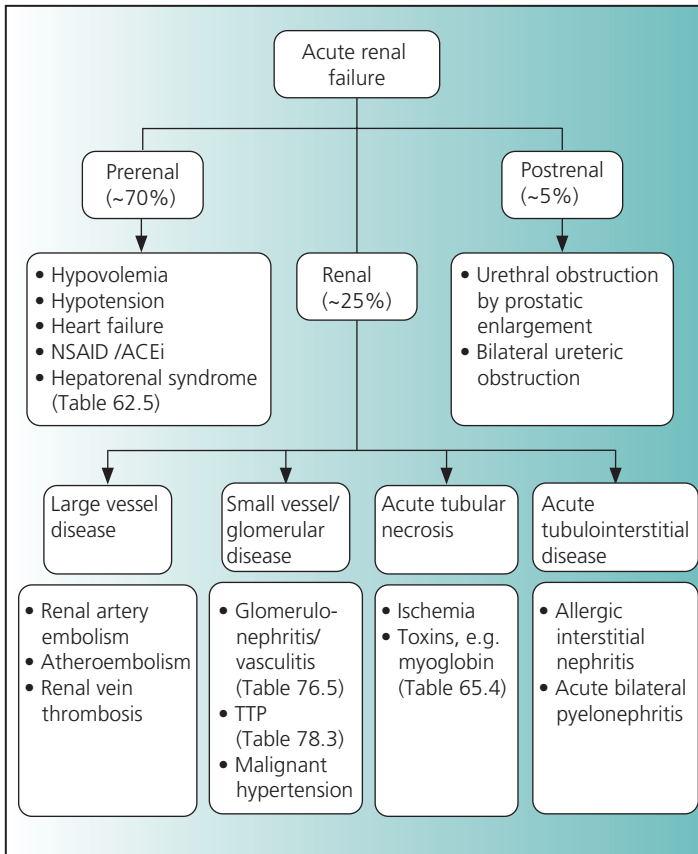 Acute renal
failure
Prerenal
(~70%)
• Hypovolemia
• Hypotension
• Heart failure
• NSAID /ACEi
• Hepatorenal syndrome
(Table 62.5)
Renal
(~25%)
Postrenal
(~5%)
• Urethral obstruction
by prostatic
enlargement
• Bilateral ureteric
obstruction
Large vessel
disease
• Renal artery
embolism
• Atheroembolism
• Renal vein
thrombosis
Small vessel/
glomerular
disease
• Glomerulo-
nephritis/
vasculitis
(Table 76.5)
• TTP
(Table 78.3)
• Malignant
hypertension
Acute tubular
necrosis
• Ischemia
• Toxins, e.g.
myoglobin
(Table 65.4)
Acute
tubulointerstitial
disease
• Allergic
interstitial
nephritis
• Acute bilateral
pyelonephritis